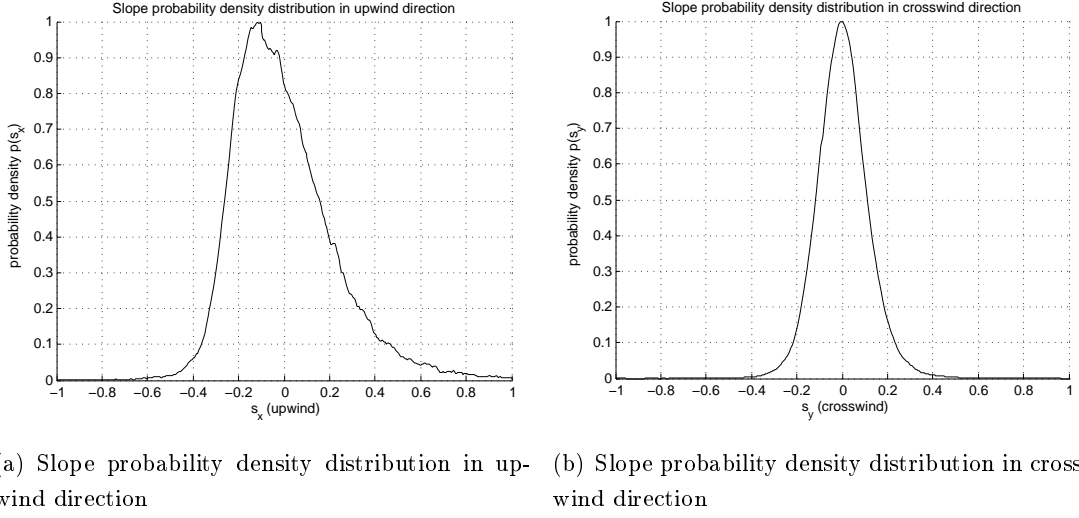 Slope probability density distribution in upwind direction
1
0.9
0.8
0.7
0.6
0.5
0.4
0.3
0.2
0.1
0
probability density p(s_x)
−1 −0.8 −0.6 −0.4 −0.2 0 0.2 0.4 0.6 0.8 1
s_x (upwind)
Slope probability density distribution in crosswind direction
1
0.9
0.8
0.7
0.6
0.5
0.4
0.3
0.2
0.1
0
probability density p(s_y)
−1 −0.8 −0.6 −0.4 −0.2 0 0.2 0.4 0.6 0.8 1
s_y (crosswind)
a) Slope probability density distribution in up-
wind direction
(b) Slope probability density distribution in cross
wind direction